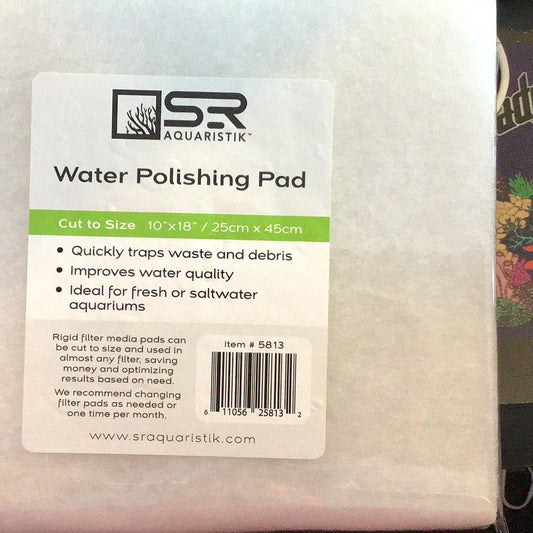 SR
AQUARISTIK™
Water Polishing Pad
Cut to Size 10"x18" / 25cm x 45cm
• Quickly traps waste and debris
• Improves water quality
• Ideal for fresh or saltwater
aquariums
Rigid filter media pads can
be cut to size and used in
almost any filter, saving
money and optimizing
results based on need.
We recommend changing
filter pads as needed or
one time per month.
Item # 5813
6 11056 25813 2
www.sraquaristik.com